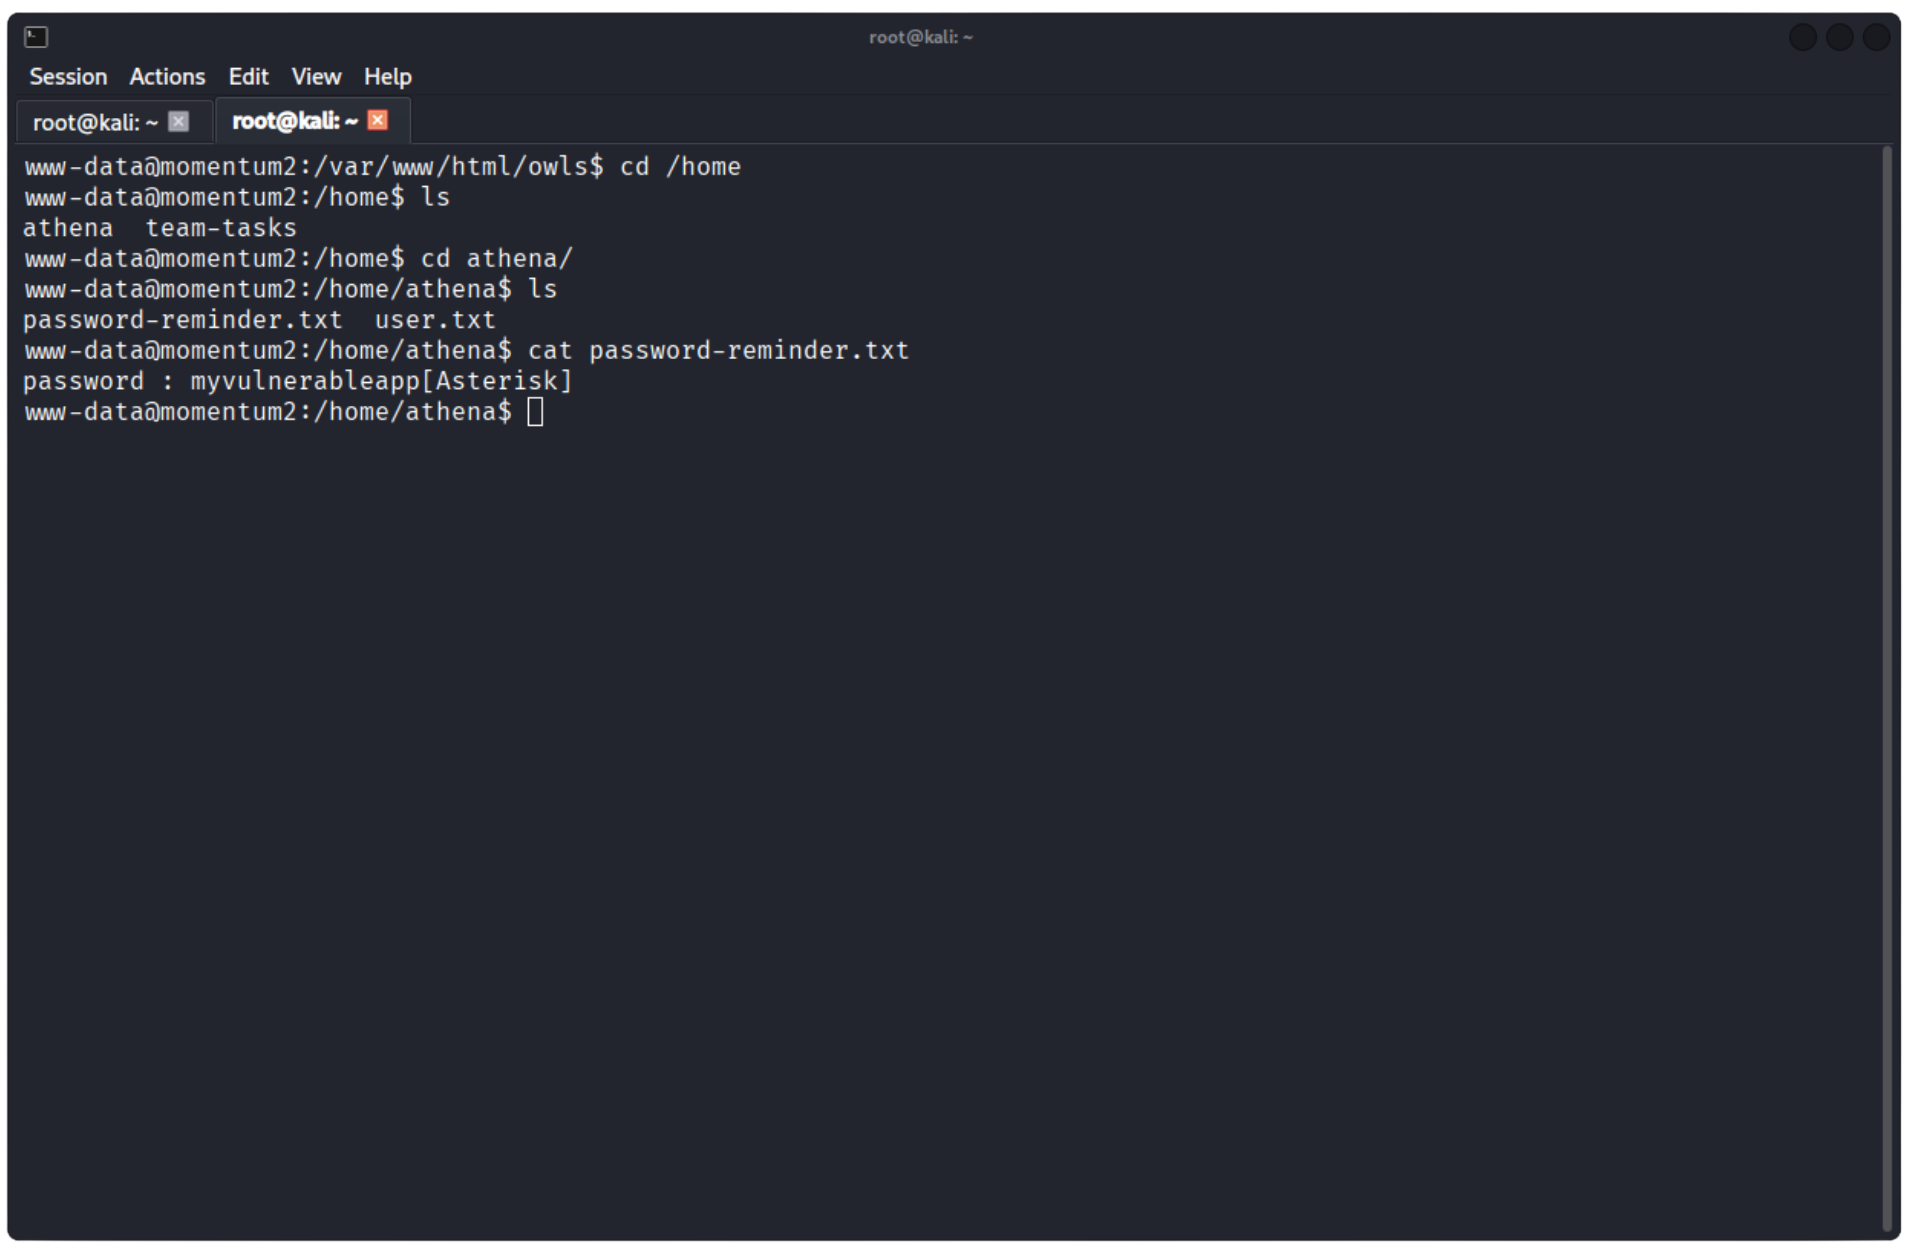 root@kali: ~
Session Actions Edit View Help
root@kali: ~ root@kali: ~
www-data@momentum2:/var/www/html/owls$ cd /home
www-data@momentum2:/home$ ls
athena  team-tasks
www-data@momentum2:/home$ cd athena/
www-data@momentum2:/home/athena$ ls
password-reminder.txt  user.txt
www-data@momentum2:/home/athena$ cat password-reminder.txt
password : myvulnerableapp[Asterisk]
www-data@momentum2:/home/athena$